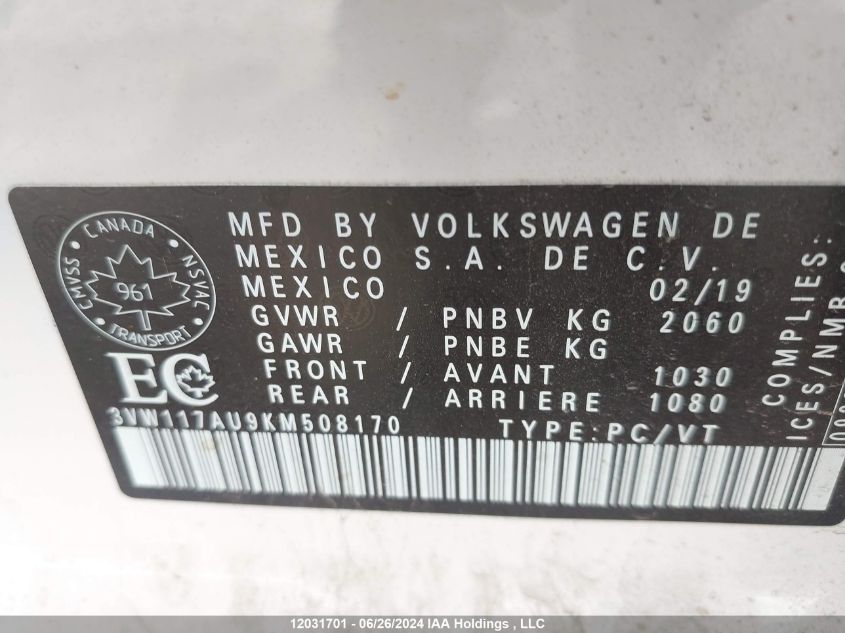 CANADA
CMVSS
NSVAC
961
TRANSPORT
EC
MFD BY VOLKSWAGEN DE
MEXICO S.A. DE C.V.
MEXICO 02/19
GVWR / PNBV KG 2060
GAWR / PNBE KG
FRONT / AVANT 1030
REAR / ARRIERE 1080
3VW117AU9KM508170 TYPE:PC/VT
COMPLIES:
ICES/NMB
12031701 - 06/26/2024 IAA Holdings , LLC